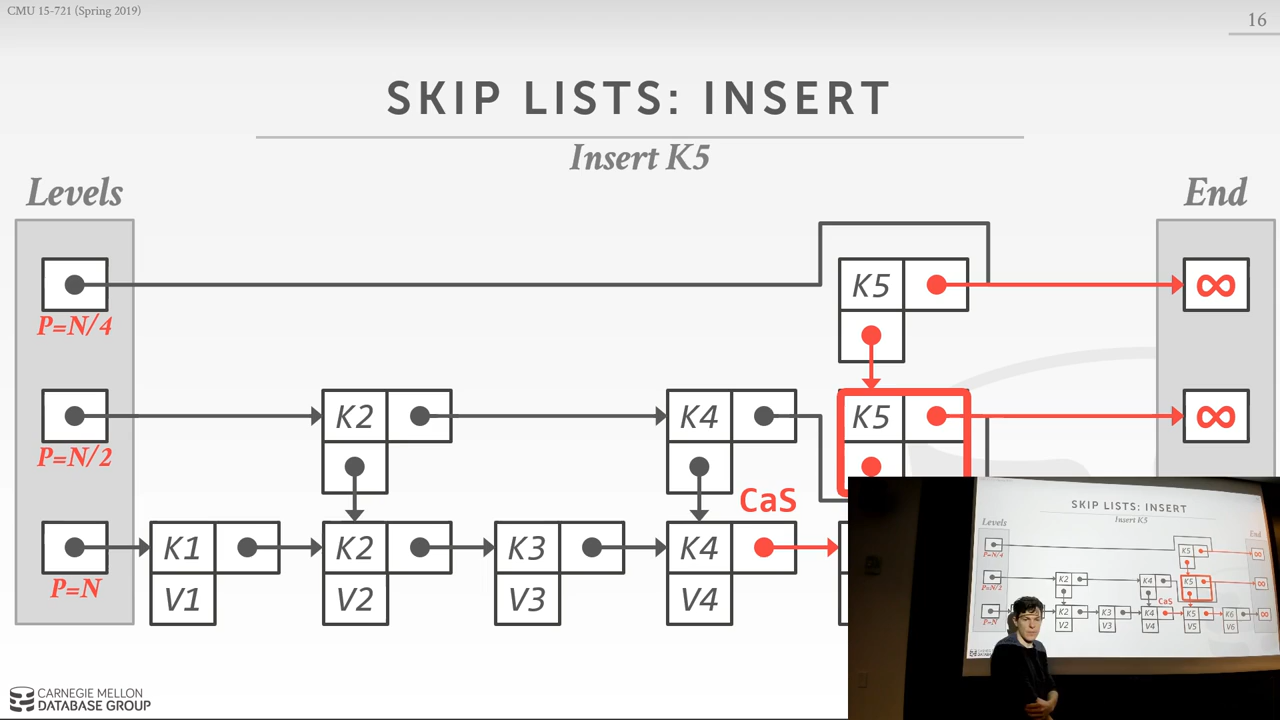 CMU 15-721 (Spring 2019)
16
SKIP LISTS: INSERT
Insert K5
Levels
End
K5
∞
P=N/4
K2
K4
K5
∞
P=N/2
CaS
K1
K2
K3
K4
P=N
V1
V2
V3
V4
CARNEGIE MELLON
DATABASE GROUP
SKIP LISTS: INSERT
Insert K5
Levels
End
K5
∞
P=N/4
K2
K4
K5
∞
P=N/2
CaS
K2
K3
K4
K5
K6
∞
P=N
V2
V3
V4
V5
V6